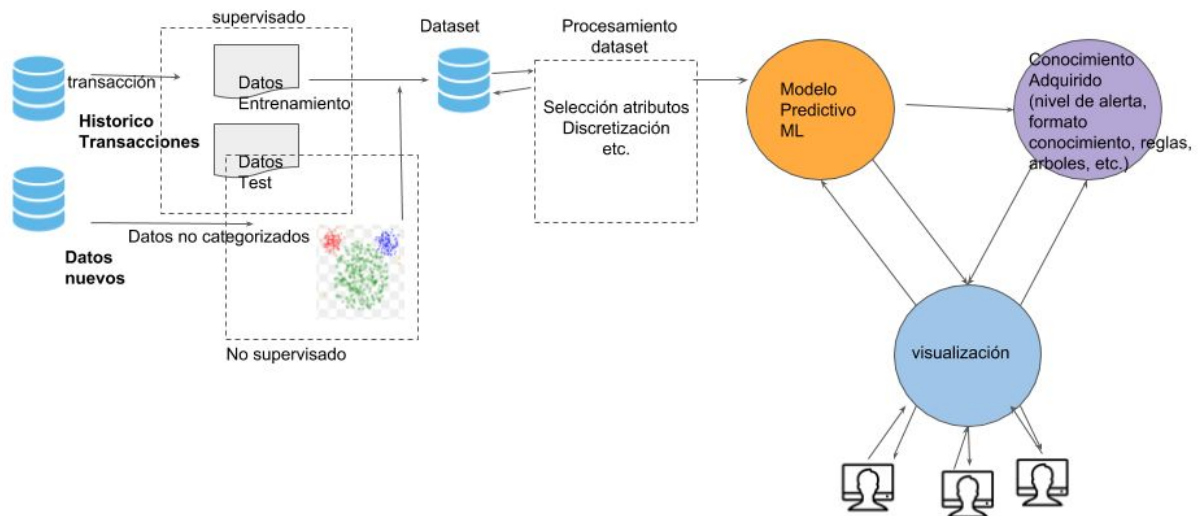 supervisado
transacción
Historico
Transacciones
Datos
Entrenamiento
Datos
Test
Datos no categorizados
Datos
nuevos
No supervisado
Dataset
Procesamiento
dataset
Selección atributos
Discretización
etc.
Modelo
Predictivo
ML
Conocimiento
Adquirido
(nivel de alerta,
formato
conocimiento, reglas,
arboles, etc.)
visualización